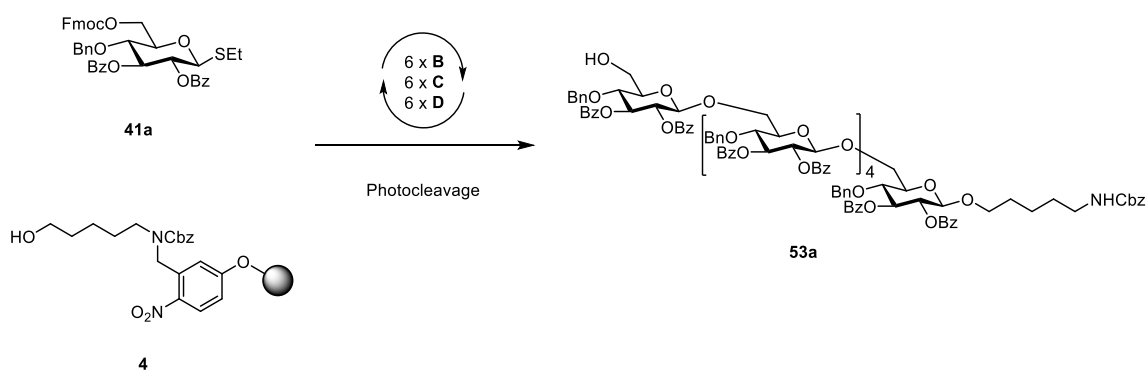 FmocO
BnO
O
SEt
BzO
OBz
41a
6 x B
6 x C
6 x D
Photocleavage
HO
NCbz
O
O2N
4
HO
BnO
O
O
BzO
OBz
BnO
O
O
BzO
OBz
4
BnO
O
O
NHCbz
BzO
OBz
53a